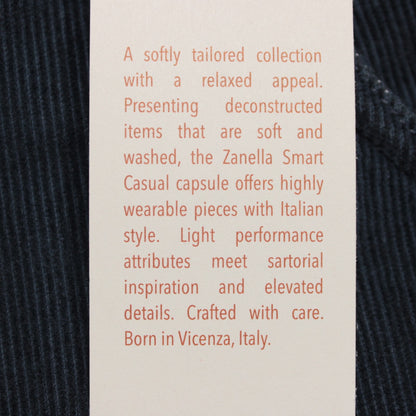 A softly tailored collection
with a relaxed appeal.
Presenting deconstructed
items that are soft and
washed, the Zanella Smart
Casual capsule offers highly
wearable pieces with Italian
style. Light performance
attributes meet sartorial
inspiration and elevated
details. Crafted with care.
Born in Vicenza, Italy.